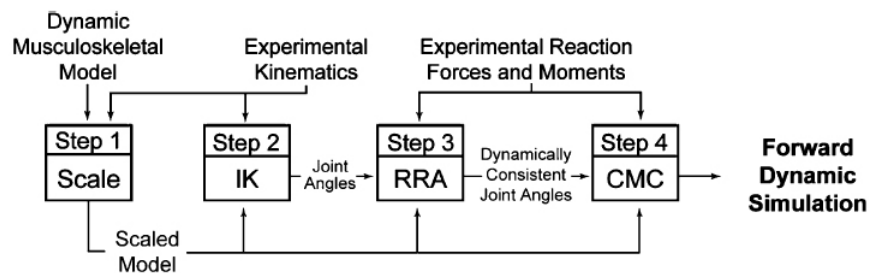 Dynamic
Musculoskeletal
Model
Experimental
Kinematics
Experimental Reaction
Forces and Moments
Step 1
Scale
Step 2
IK
Joint
Angles
Step 3
RRA
Dynamically
Consistent
Joint Angles
Step 4
CMC
Forward
Dynamic
Simulation
Scaled
Model